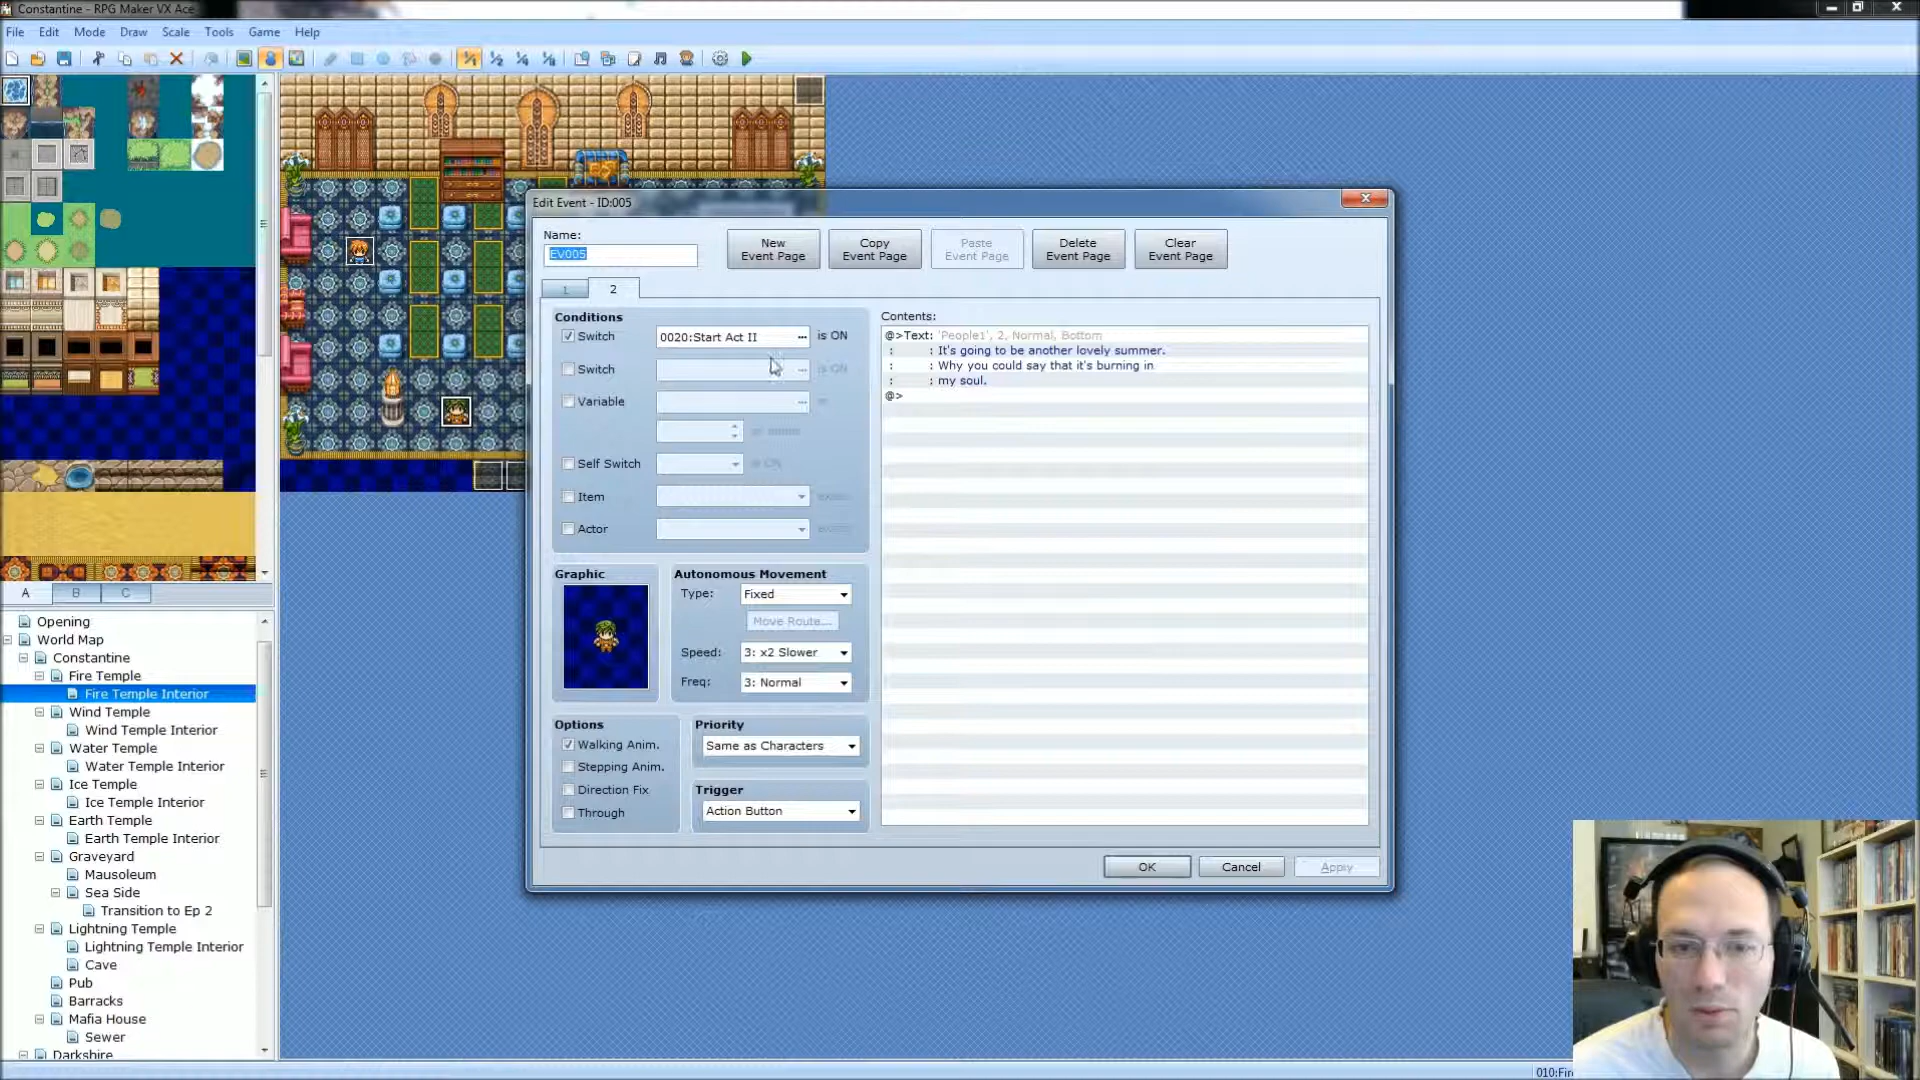 Constantine - RPG Maker VX Ace
File Edit Mode Draw Scale Tools Game Help
Edit Event - ID:005
Name:
EV005
New Event Page
Copy Event Page
Paste Event Page
Delete Event Page
Clear Event Page
1 2
Conditions
Switch 0020:Start Act II ... is ON
Switch ... is ON
Variable ...
Self Switch is ON
Item
Actor
Graphic
Autonomous Movement
Type: Fixed
Move Route...
Speed: 3: x2 Slower
Freq: 3: Normal
Options
Walking Anim.
Stepping Anim.
Direction Fix
Through
Priority
Same as Characters
Trigger
Action Button
Contents:
@>Text: 'People1', 2, Normal, Bottom
: : It's going to be another lovely summer.
: : Why you could say that it's burning in
: : my soul.
@>
OK Cancel Apply
A B C
Opening
World Map
Constantine
Fire Temple
Fire Temple Interior
Wind Temple
Wind Temple Interior
Water Temple
Water Temple Interior
Ice Temple
Ice Temple Interior
Earth Temple
Earth Temple Interior
Graveyard
Mausoleum
Sea Side
Transition to Ep 2
Lightning Temple
Lightning Temple Interior
Cave
Pub
Barracks
Mafia House
Sewer
Darkshire
010:Fir